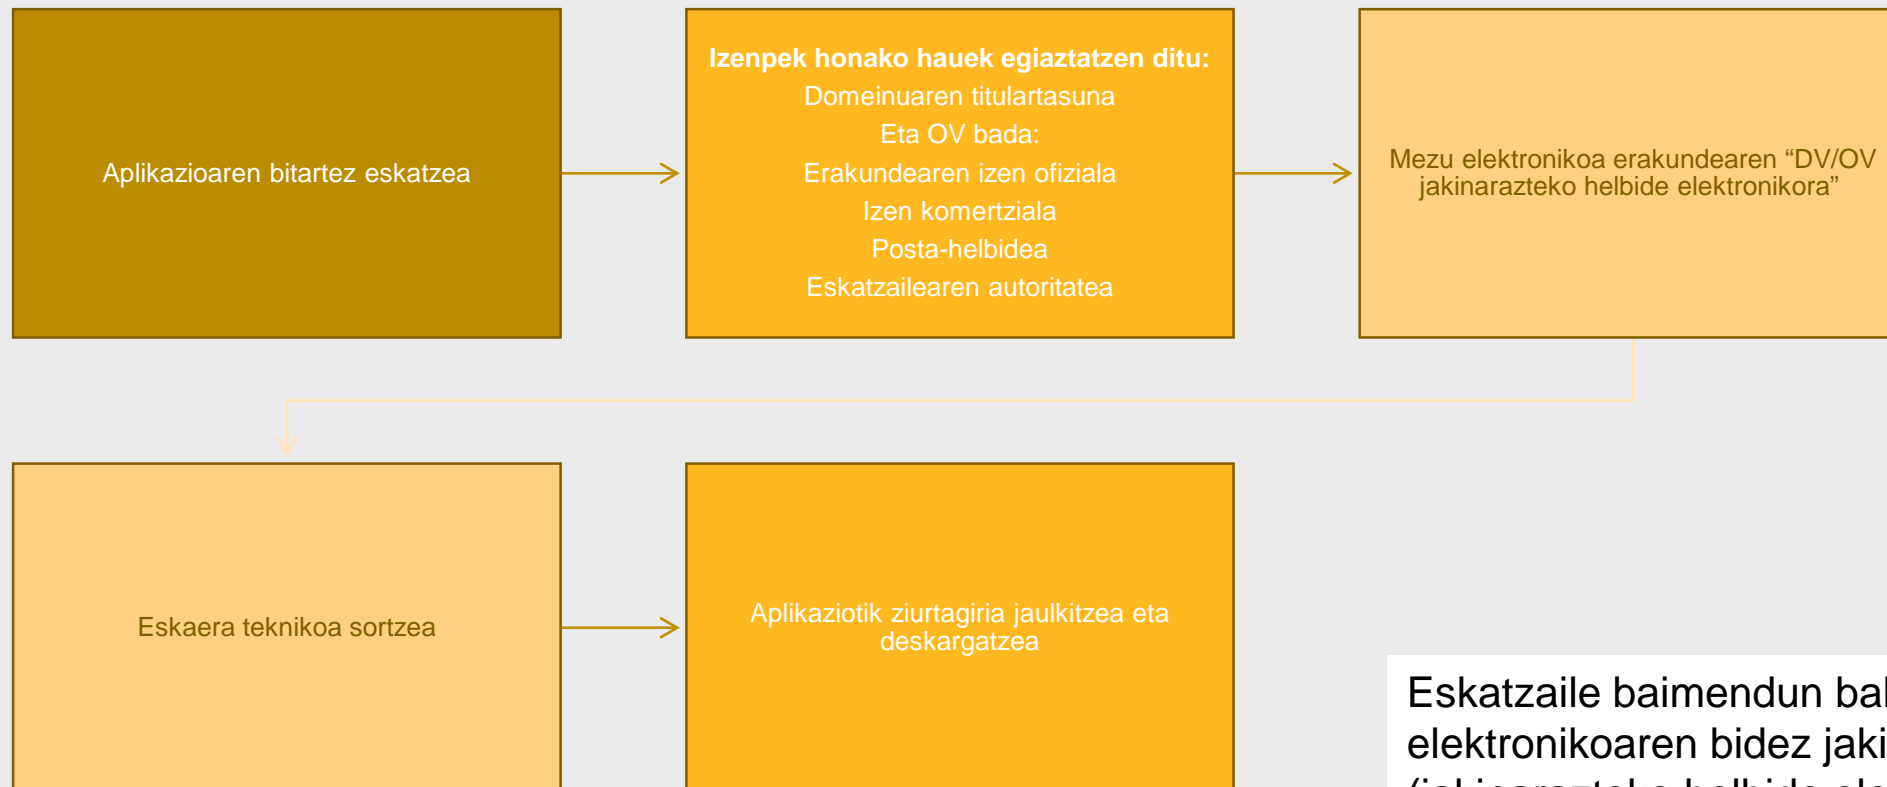 Aplikazioaren bitartez eskatzea
Izenpek honako hauek egiaztatzen ditu:
Domeinuaren titulartasuna
Eta OV bada:
Erakundearen izen ofiziala
Izen komertziala
Posta-helbidea
Eskatzailearen autoritatea
Mezu elektronikoa erakundearen “DV/OV
jakinarazteko helbide elektronikora”
Eskaera teknikoa sortzea
Aplikaziotik ziurtagiria jaulkitzea eta
deskargatzea
Eskatzaile baimendun
elektronikoaren bidez
(jakinarazteko helbide